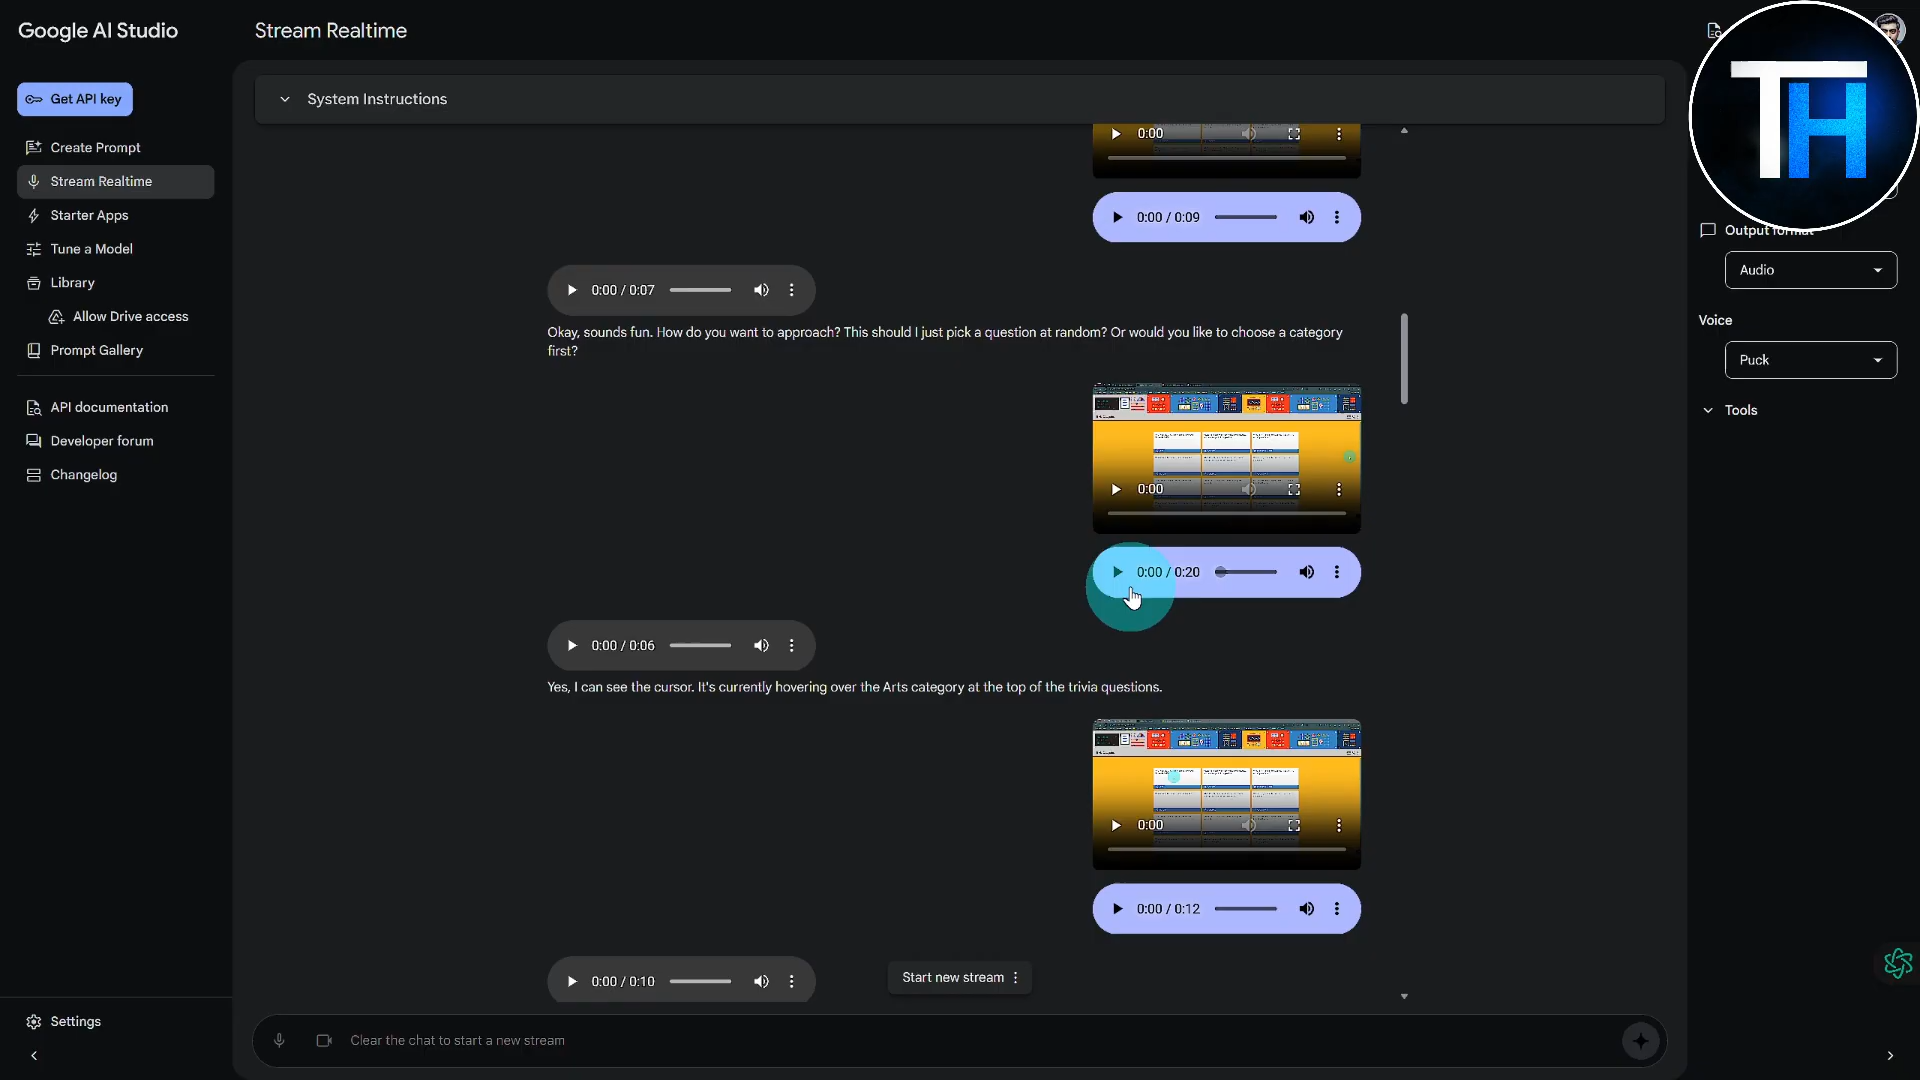 Google AI Studio
Stream Realtime
TH
Get API key
System Instructions
Create Prompt
Stream Realtime
Starter Apps
Tune a Model
Library
Allow Drive access
Prompt Gallery
API documentation
Developer forum
Changelog
0:00
0:00 / 0:09
0:00 / 0:07
Okay, sounds fun. How do you want to approach? This should I just pick a question at random? Or would you like to choose a category
first?
0:00
0:00 / 0:20
0:00 / 0:06
Yes, I can see the cursor. It's currently hovering over the Arts category at the top of the trivia questions.
0:00
0:00 / 0:12
0:00 / 0:10
Start new stream
Output format
Audio
Voice
Puck
Tools
Settings
Clear the chat to start a new stream